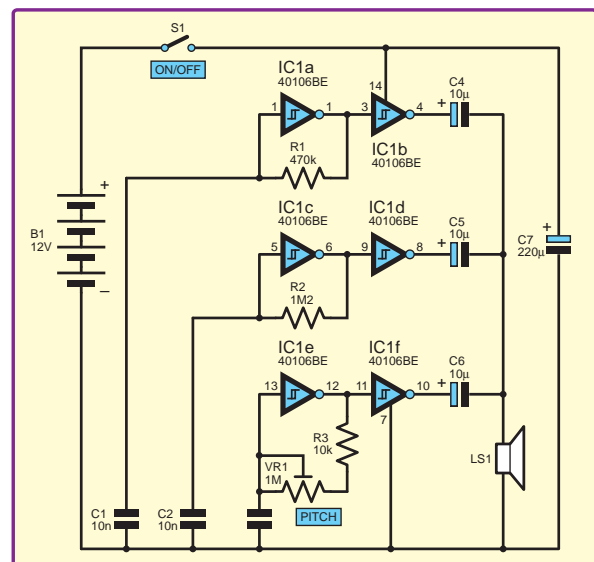 S1
ON/OFF
IC1a
40106BE
1
1
R1
470k
14
3
4
IC1b
40106BE
C4
10µ
+
B1
12V
+
–
IC1c
40106BE
5
6
R2
1M2
IC1d
40106BE
9
8
C5
10µ
+
C7
220µ
+
IC1e
40106BE
13
12
IC1f
40106BE
11
10
7
C6
10µ
+
R3
10k
VR1
1M
PITCH
LS1
C1
10n
C2
10n